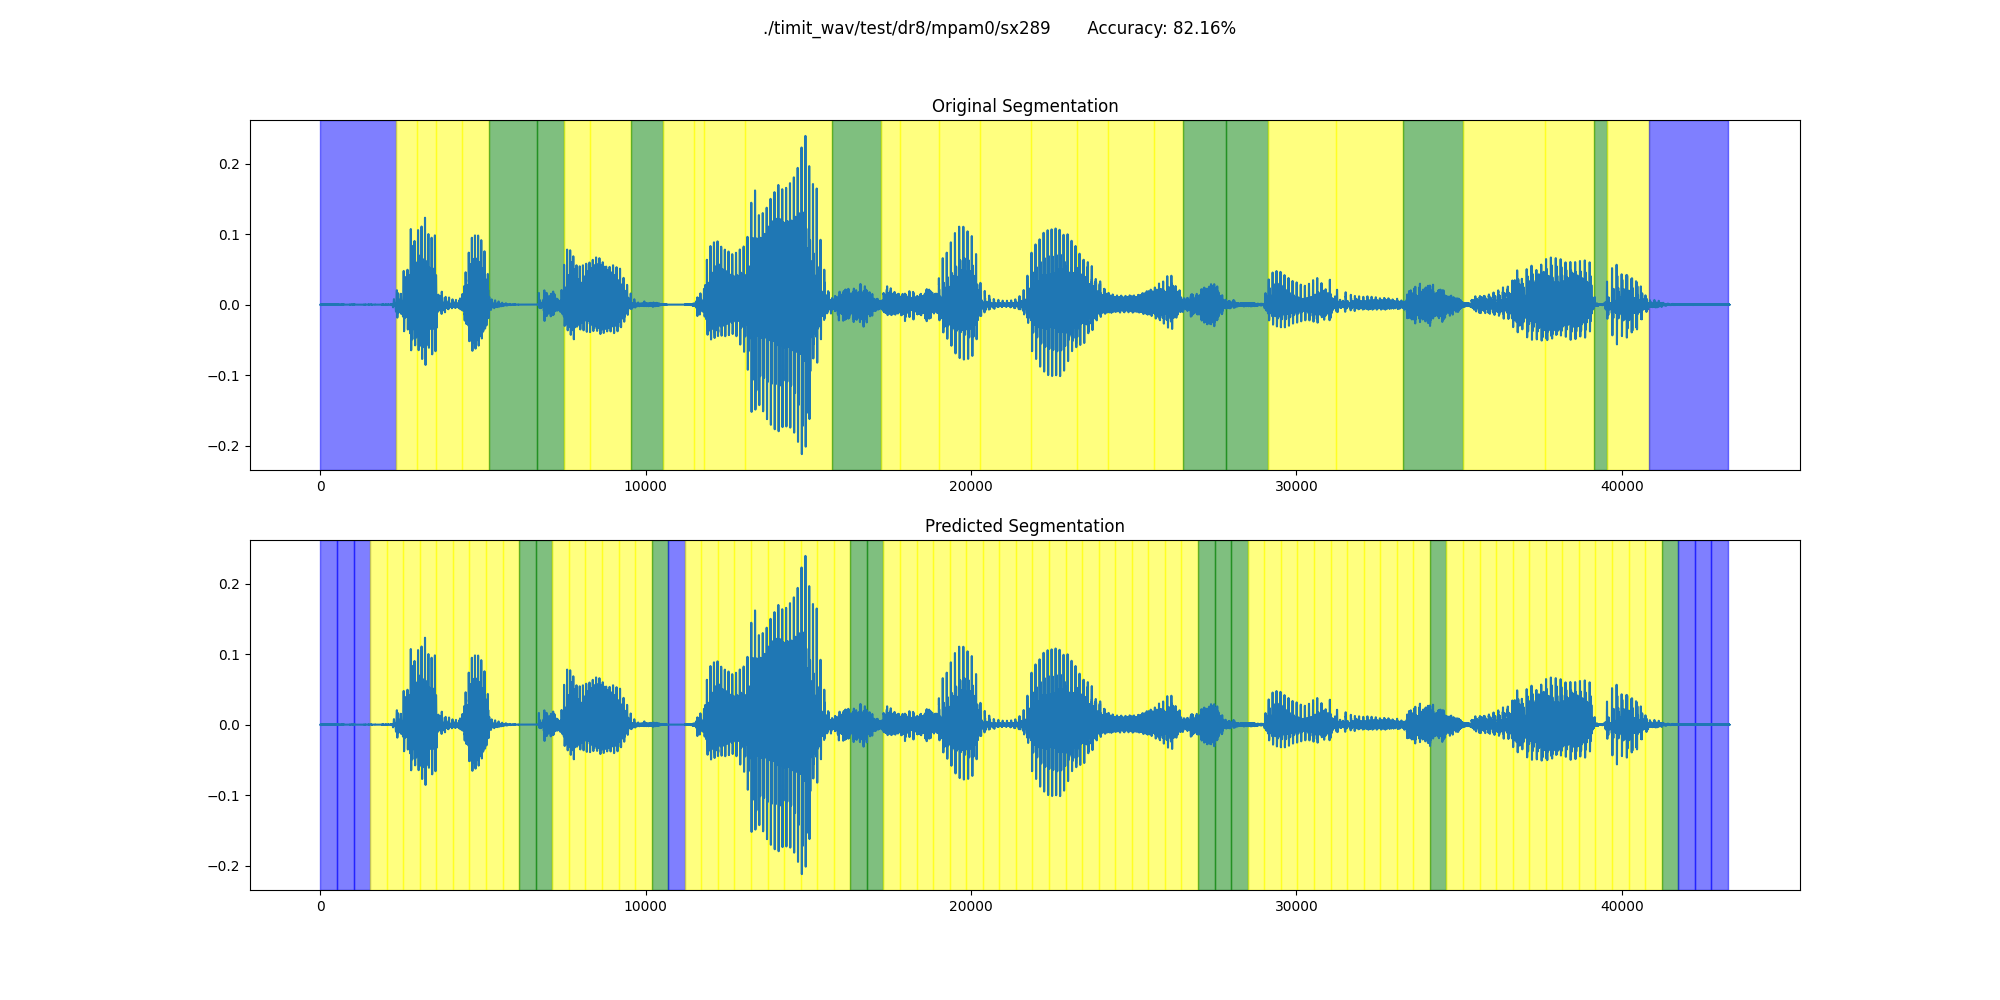 ./timit_wav/test/dr8/mpam0/sx289 Accuracy: 82.16%
Original Segmentation
0.2
0.1
0.0
−0.1
−0.2
0 10000 20000 30000 40000
Predicted Segmentation
0.2
0.1
0.0
−0.1
−0.2
0 10000 20000 30000 40000